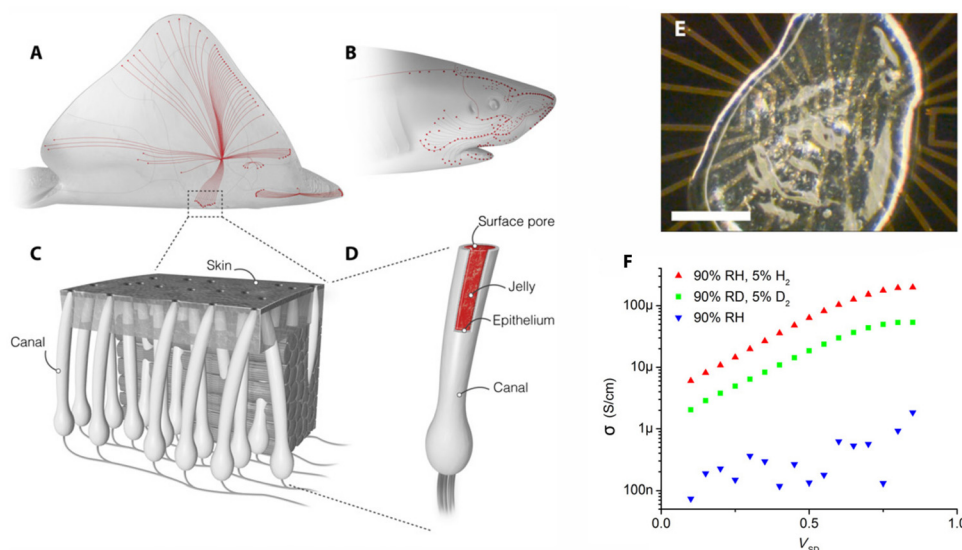 A
B
E
C
D
Surface pore
Skin
Jelly
Epithelium
Canal
Canal
F
90% RH, 5% H₂
90% RD, 5% D₂
90% RH
100µ
10µ
1µ
100n
σ (S/cm)
0.0
0.5
1.0
V_SD